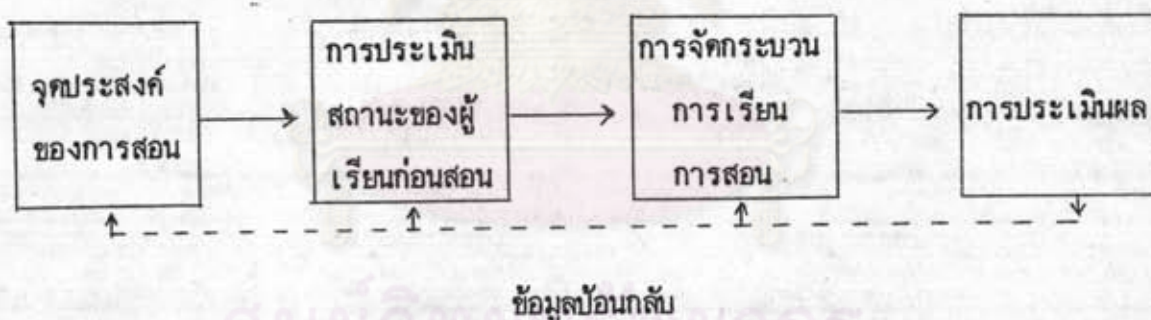 จุดประสงค์
ของการสอน
การประเมิน
สถานะของผู้
เรียนก่อนสอน
การจัดกระบวน
การเรียน
การสอน
การประเมินผล
ข้อมูลป้อนกลับ